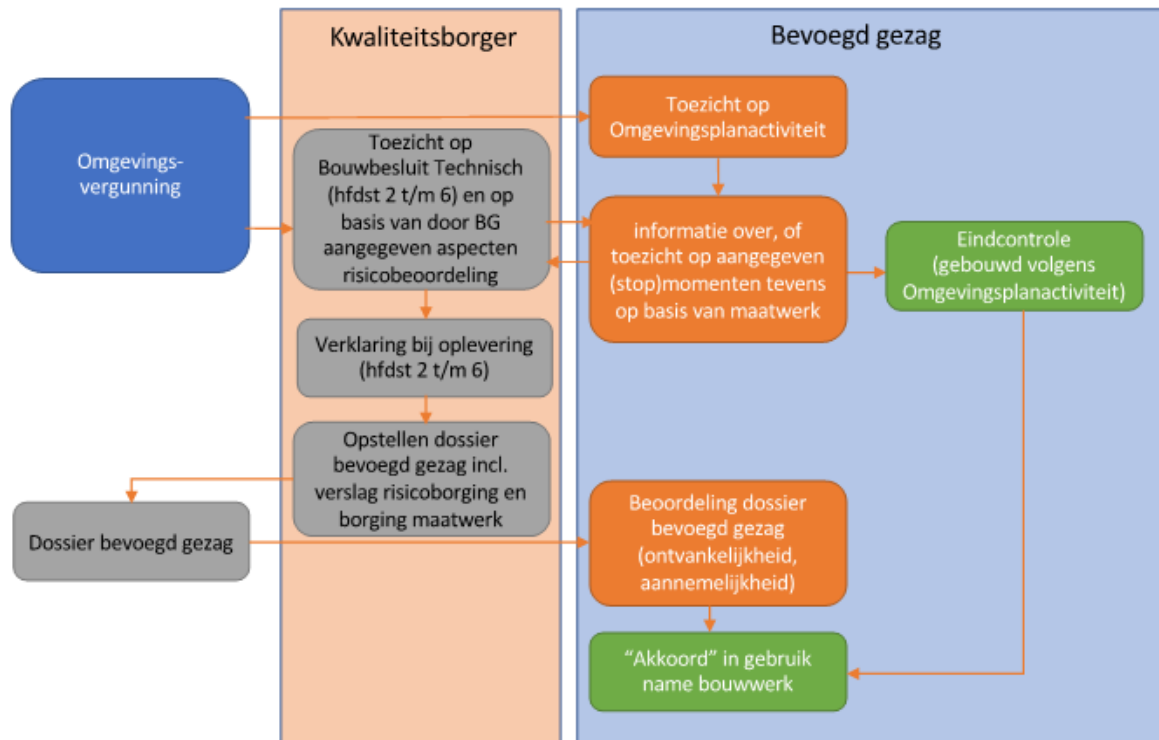 Kwaliteitsborger
Bevoegd gezag
Omgevings-
vergunning
Toezicht op
Omgevingsplanactiviteit
Toezicht op
Bouwbesluit Technisch
(hfdst 2 t/m 6) en op
basis van door BG
aangegeven aspecten
risicobeoordeling
informatie over, of
toezicht op aangegeven
(stop)momenten tevens
op basis van maatwerk
Eindcontrole
(gebouwd volgens
Omgevingsplanactiviteit)
Verklaring bij oplevering
(hfdst 2 t/m 6)
Opstellen dossier
bevoegd gezag incl.
verslag risicoborging en
borging maatwerk
Dossier bevoegd gezag
Beoordeling dossier
bevoegd gezag
(ontvankelijkheid,
aannemelijkheid)
“Akkoord” in gebruik
name bouwwerk